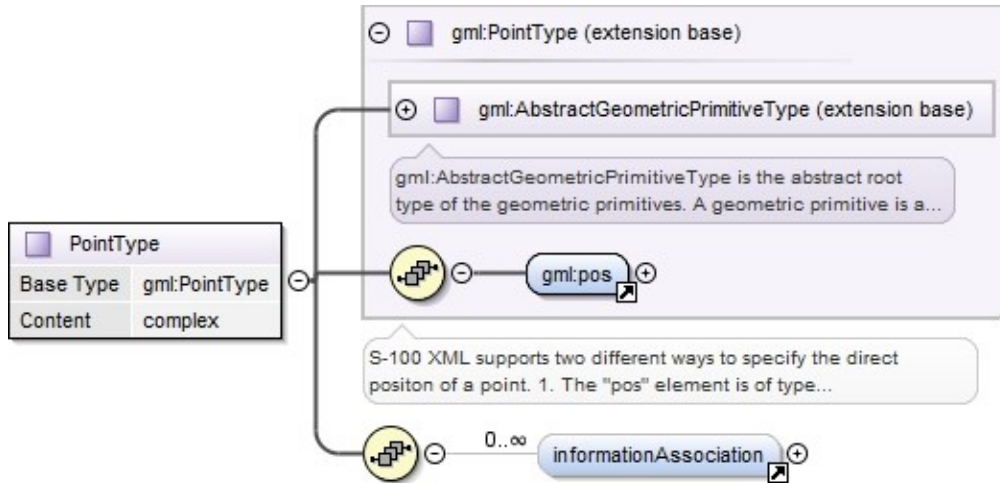 gml:PointType (extension base)
gml:AbstractGeometricPrimitiveType (extension base)
gml:AbstractGeometricPrimitiveType is the abstract root
type of the geometric primitives. A geometric primitive is a...
PointType
Base Type gml:PointType
Content complex
gml:pos
S-100 XML supports two different ways to specify the direct
positon of a point. 1. The "pos" element is of type...
0..∞
informationAssociation